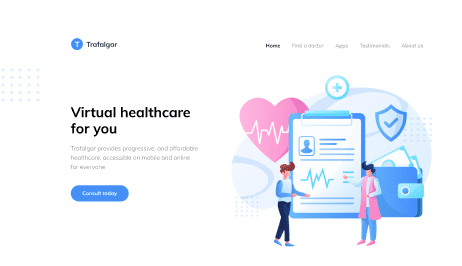 T Trafalgar
Home Find a doctor Apps Testimonials About us
Virtual healthcare
for you
Trafalgar provides progressive, and affordable
healthcare, accessible on mobile and online
for everyone
Consult today